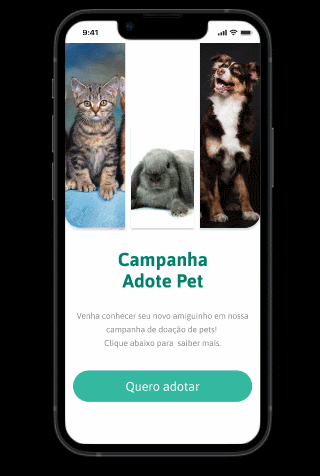 9:41
Campanha
Adote Pet
Venha conhecer seu novo amiguinho em nossa
campanha de doação de pets!
Clique abaixo para saiber mais.
Quero adotar